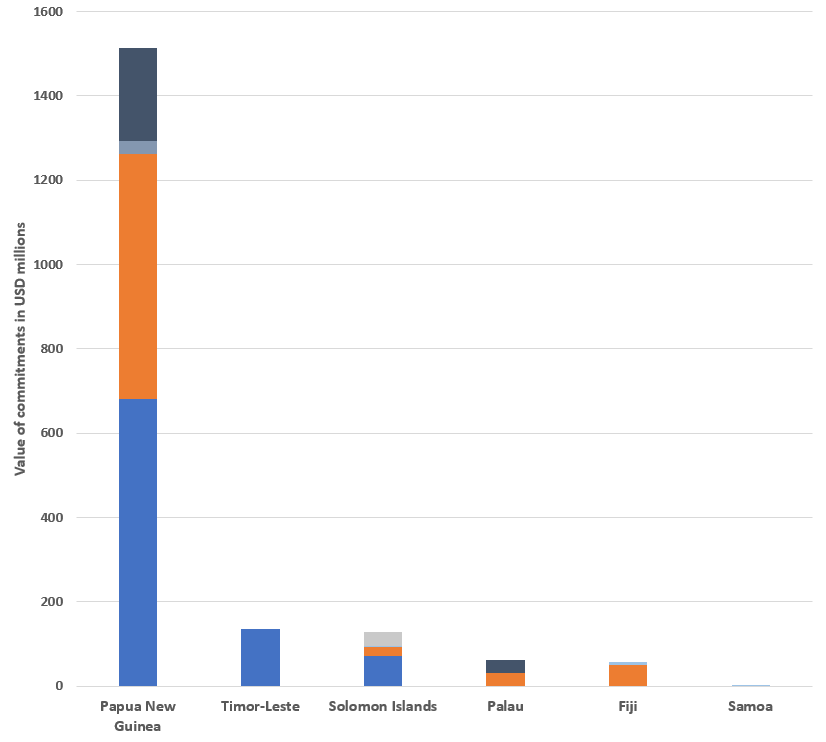 Value of commitments in USD millions
1600
1400
1200
1000
800
600
400
200
0
Papua New
Guinea
Timor-Leste
Solomon Islands
Palau
Fiji
Samoa